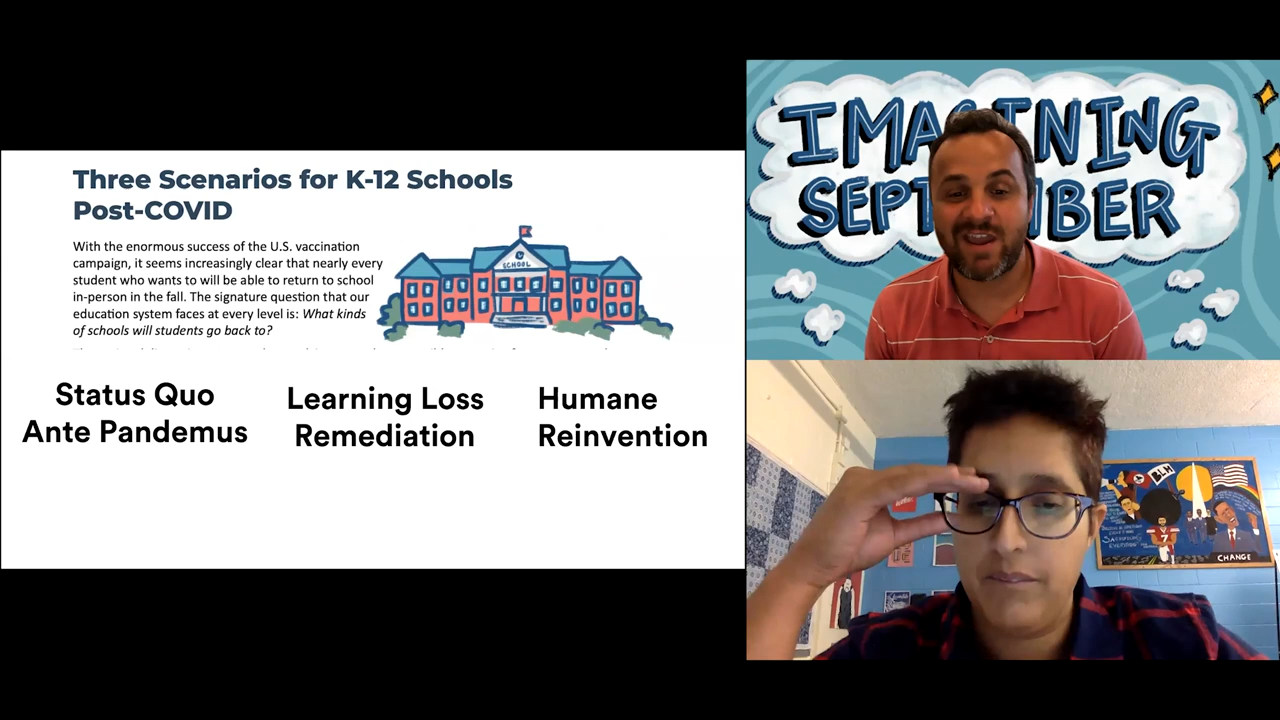 Three Scenarios for K-12 Schools
Post-COVID
With the enormous success of the U.S. vaccination
campaign, it seems increasingly clear that nearly every
student who wants to will be able to return to school
in-person in the fall. The signature question that our
education system faces at every level is: What kinds
of schools will students go back to?
SCHOOL
Status Quo
Ante Pandemus
Learning Loss
Remediation
Humane
Reinvention
IMAGINING
SEPTEMBER
BLM
7
CHANGE